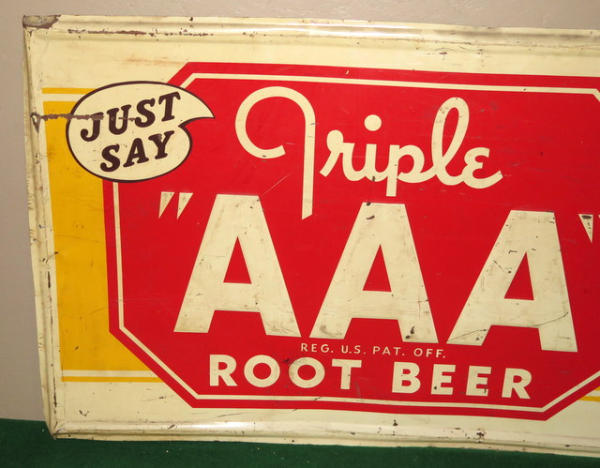 JUST
SAY
Triple
"AAA"
REG. U.S. PAT. OFF.
ROOT BEER